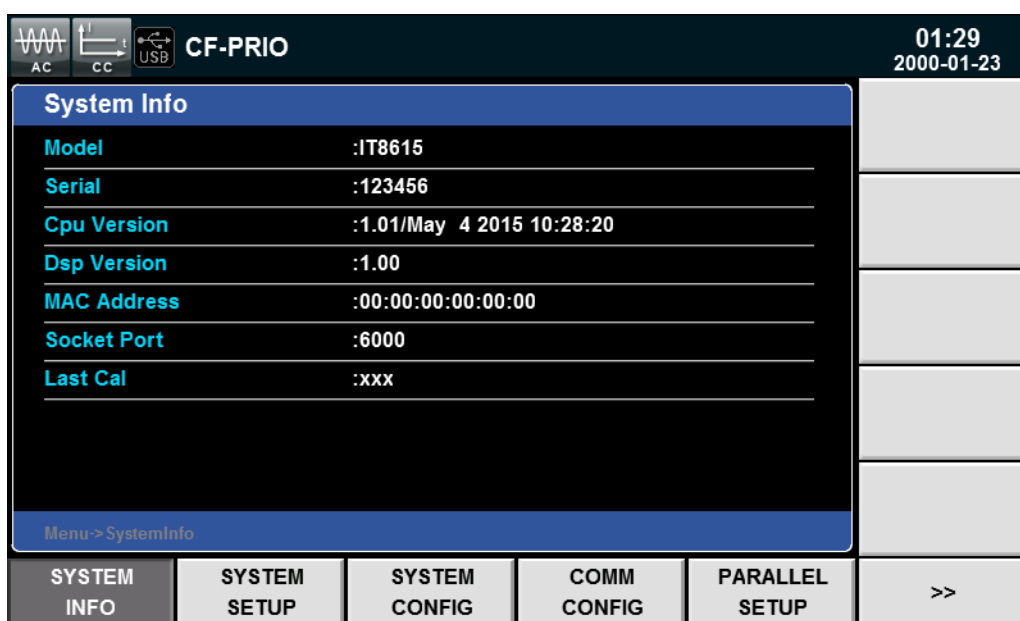 AC
I
t
CC
USB
CF-PRIO
01:29
2000-01-23
System Info
Model :IT8615
Serial :123456
Cpu Version :1.01/May  4 2015 10:28:20
Dsp Version :1.00
MAC Address :00:00:00:00:00:00
Socket Port :6000
Last Cal :xxx
Menu->SystemInfo
SYSTEM
INFO
SYSTEM
SETUP
SYSTEM
CONFIG
COMM
CONFIG
PARALLEL
SETUP
>>